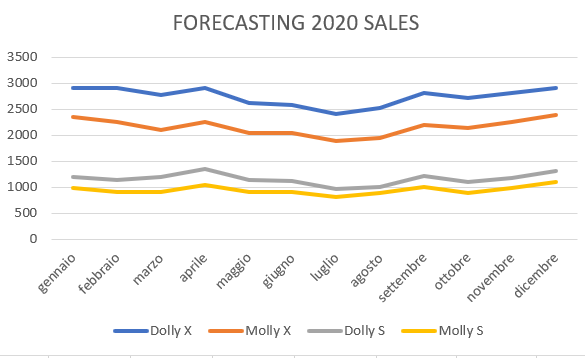 FORECASTING 2020 SALES
3500
3000
2500
2000
1500
1000
500
0
gennaio febbraio marzo aprile maggio giugno luglio agosto settembre ottobre novembre dicembre
Dolly X Molly X Dolly S Molly S